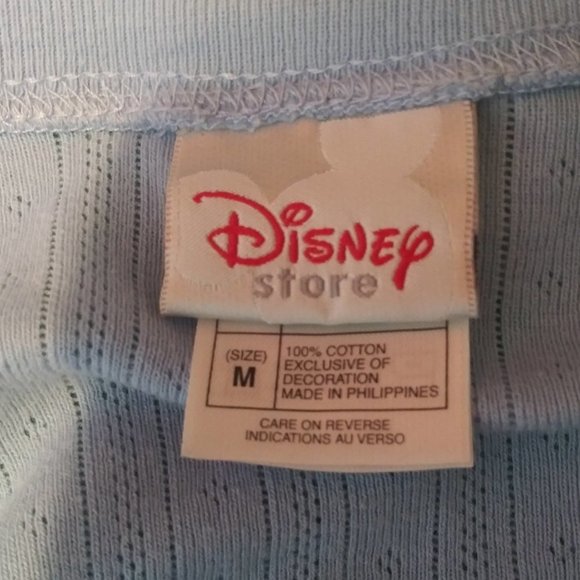 Disney
store
(SIZE)
M
100% COTTON
EXCLUSIVE OF
DECORATION
MADE IN PHILIPPINES
CARE ON REVERSE
INDICATIONS AU VERSO